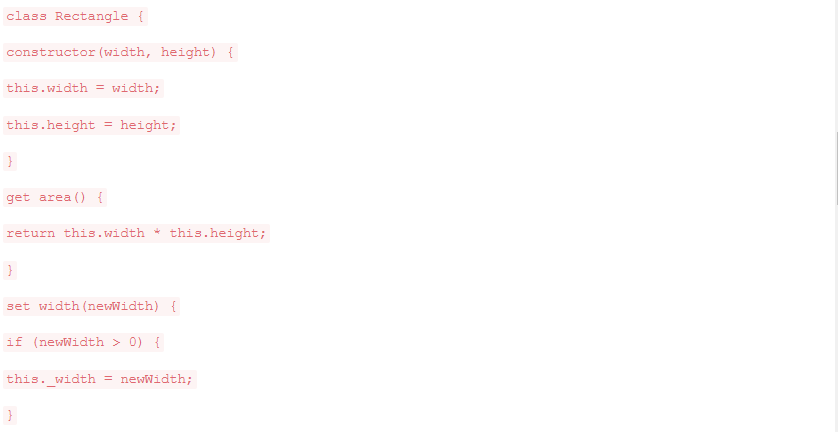 class Rectangle {
constructor(width, height) {
this.width = width;
this.height = height;
}
get area() {
return this.width * this.height;
}
set width(newWidth) {
if (newWidth > 0) {
this._width = newWidth;
}